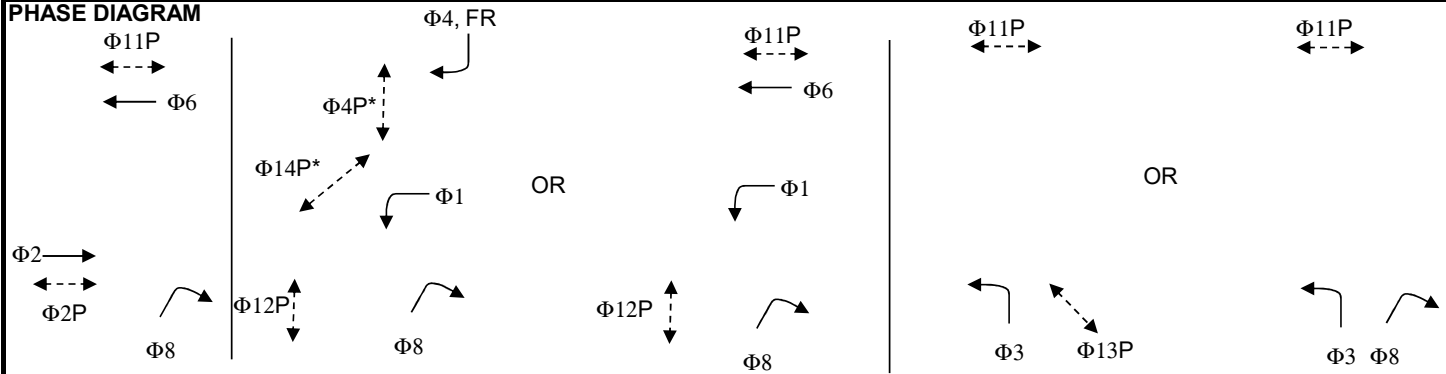 PHASE DIAGRAM
Φ11P
Φ6
Φ2
Φ2P
Φ8
Φ4, FR
Φ4P*
Φ14P*
Φ1
Φ12P
Φ8
OR
Φ11P
Φ6
Φ1
Φ12P
Φ8
Φ11P
Φ3
Φ13P
OR
Φ11P
Φ3 Φ8